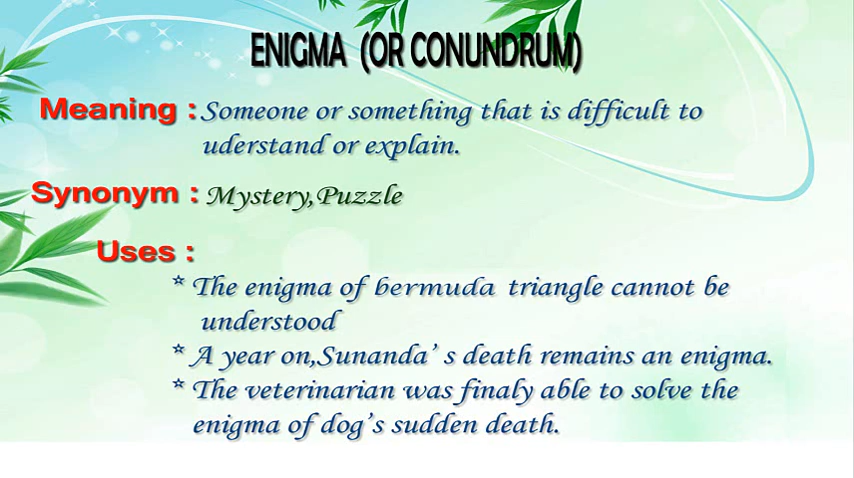 ENIGMA (OR CONUNDRUM)
Meaning : Someone or something that is difficult to
uderstand or explain.
Synonym : Mystery,Puzzle
Uses :
* The enigma of bermuda triangle cannot be
understood
* A year on,Sunanda’ s death remains an enigma.
* The veterinarian was finaly able to solve the
enigma of dog’s sudden death.